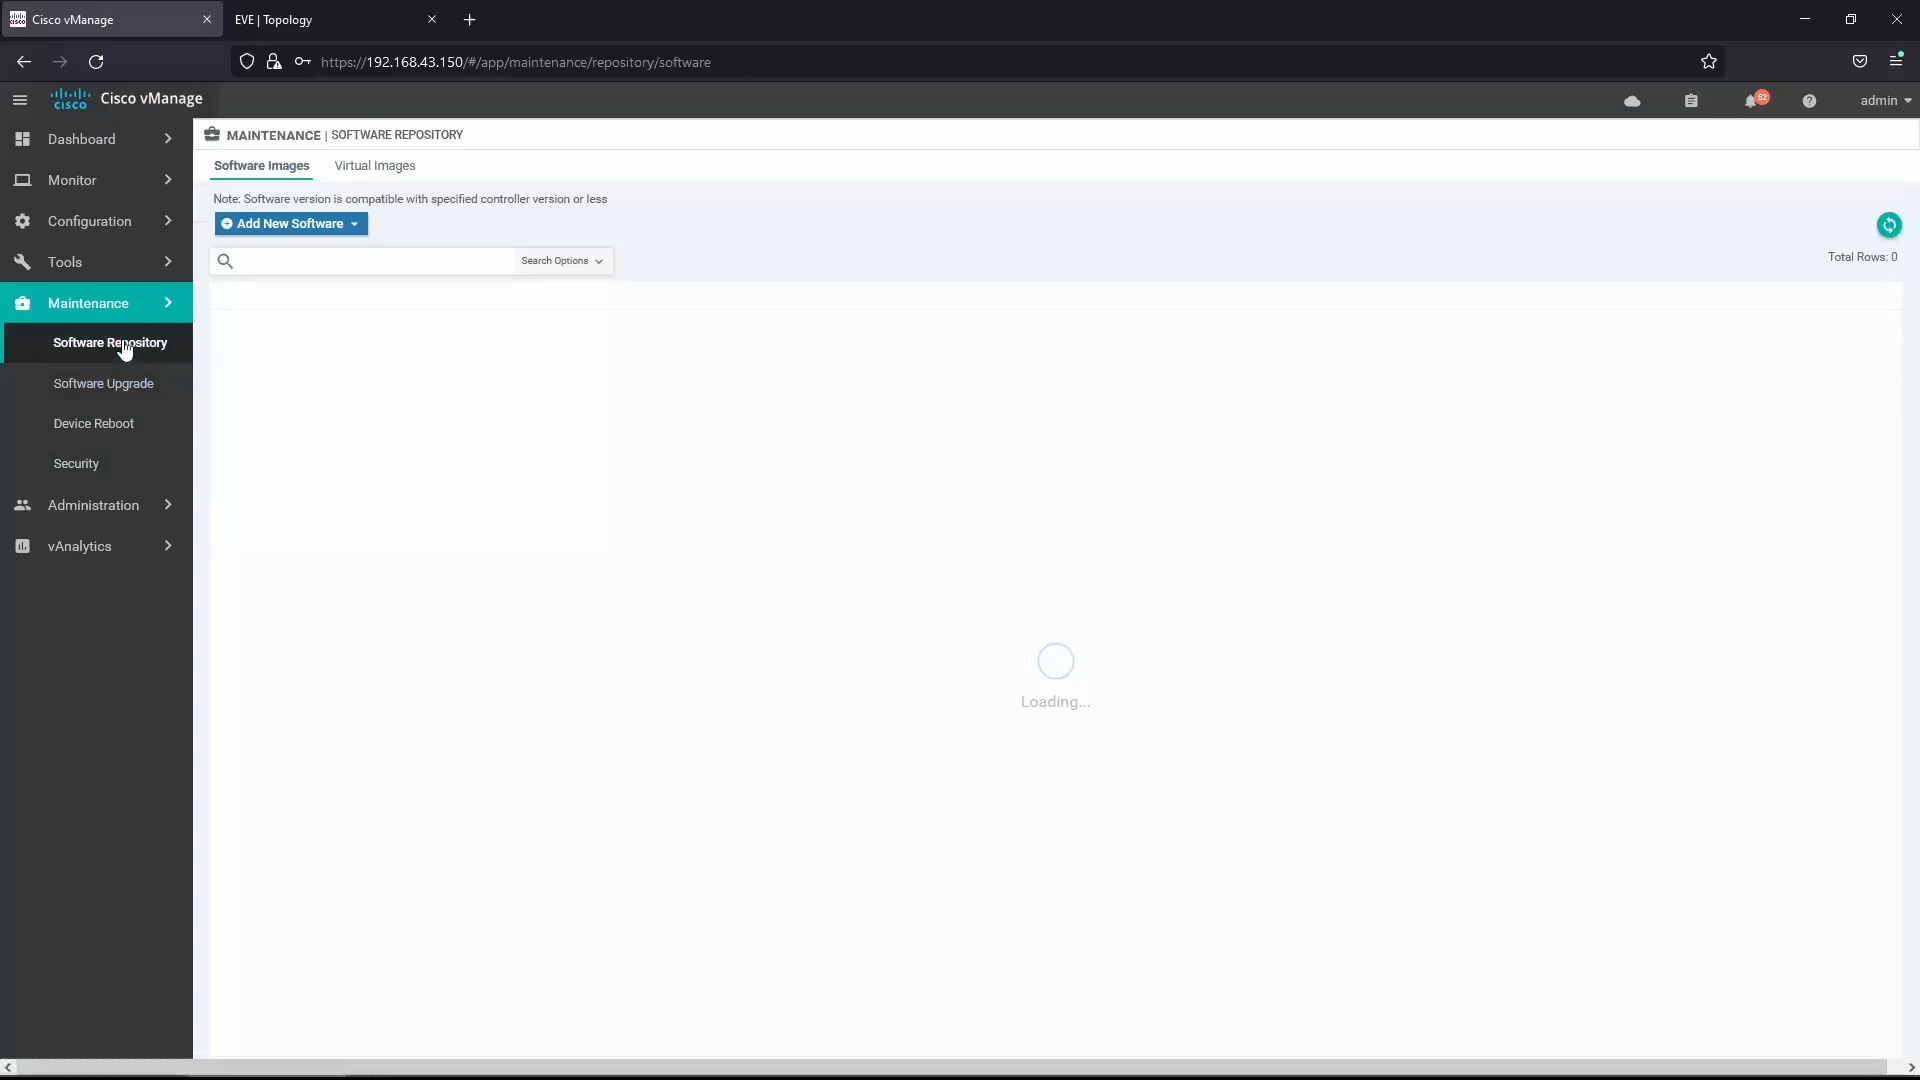 Cisco vManage
EVE | Topology
https://192.168.43.150/#/app/maintenance/repository/software
cisco Cisco vManage
62
admin
Dashboard
Monitor
Configuration
Tools
Maintenance
Software Repository
Software Upgrade
Device Reboot
Security
Administration
vAnalytics
MAINTENANCE | SOFTWARE REPOSITORY
Software Images Virtual Images
Note: Software version is compatible with specified controller version or less
Add New Software
Search Options
Total Rows: 0
Loading...